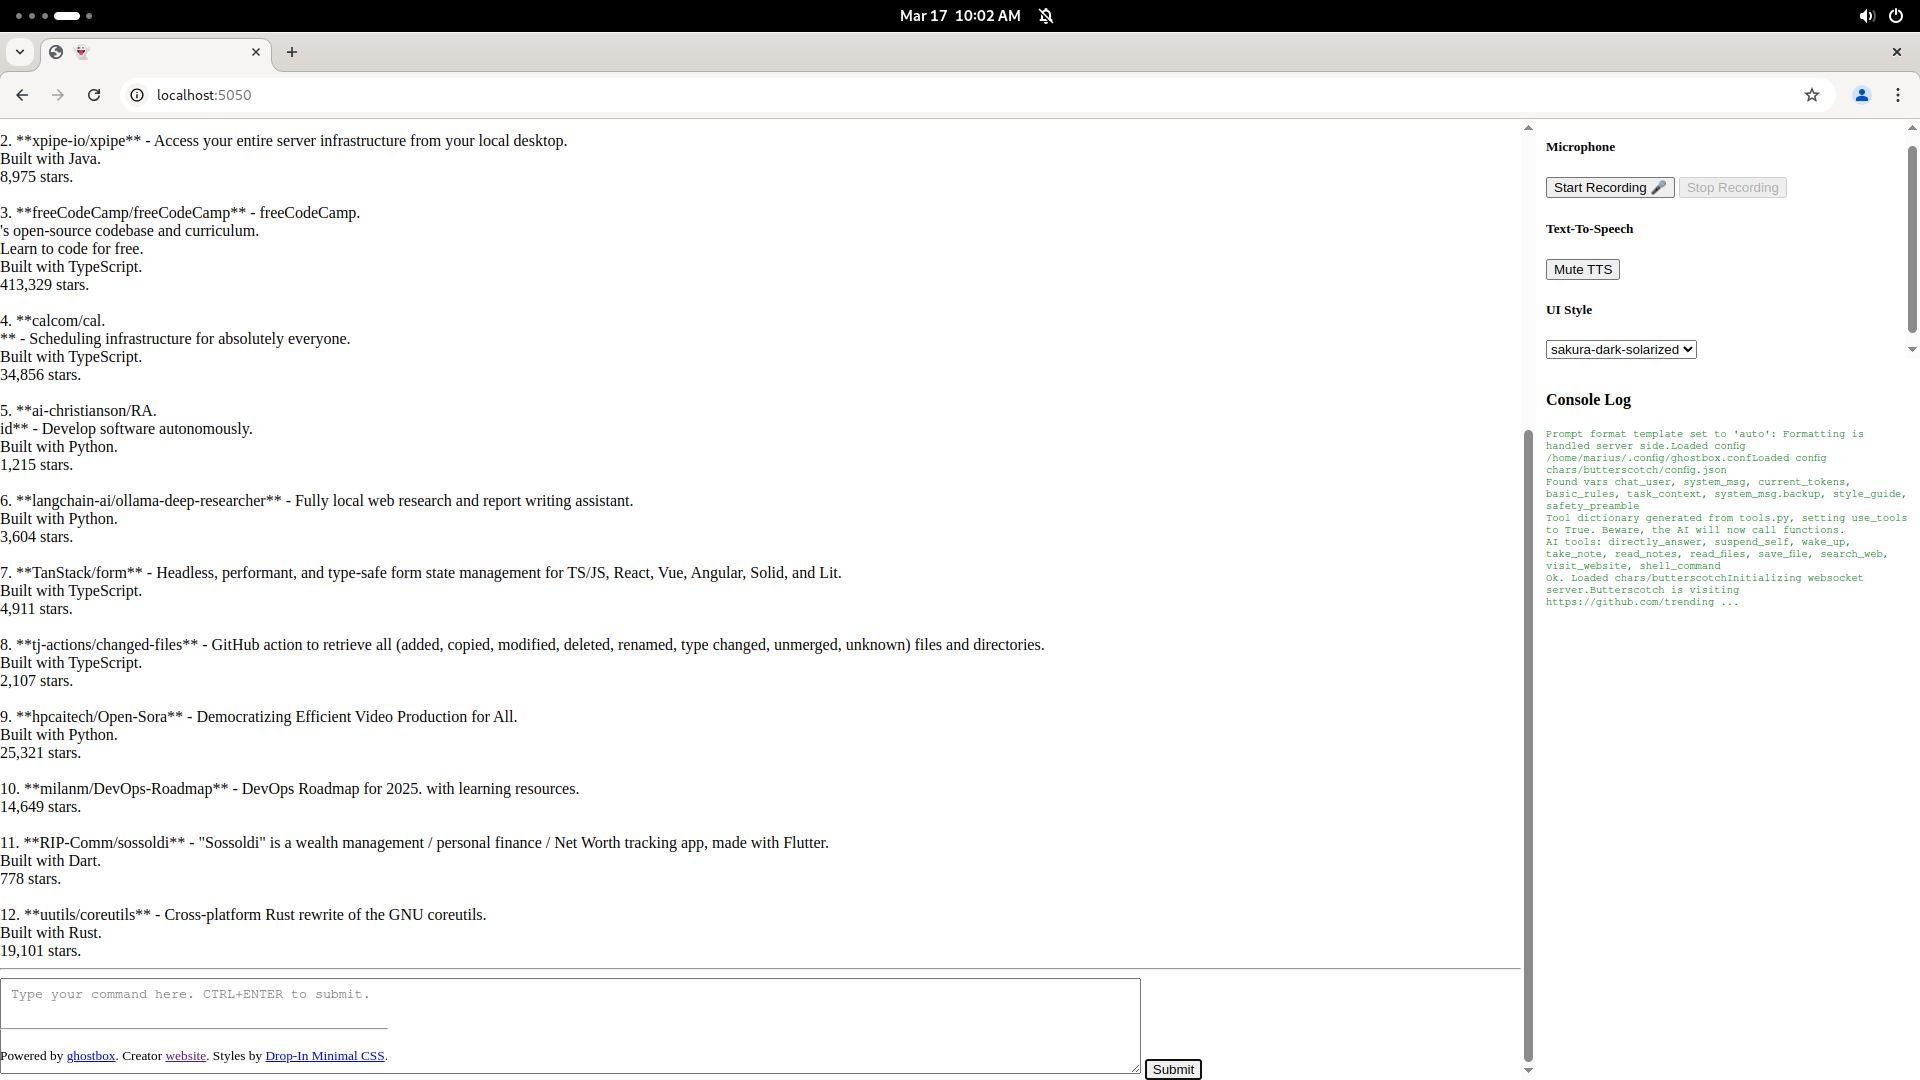 Mar 17 10:02 AM
localhost:5050
2. **xpipe-io/xpipe** - Access your entire server infrastructure from your local desktop.
Built with Java.
8,975 stars.
3. **freeCodeCamp/freeCodeCamp** - freeCodeCamp.
's open-source codebase and curriculum.
Learn to code for free.
Built with TypeScript.
413,329 stars.
4. **calcom/cal.
** - Scheduling infrastructure for absolutely everyone.
Built with TypeScript.
34,856 stars.
5. **ai-christianson/RA.
id** - Develop software autonomously.
Built with Python.
1,215 stars.
6. **langchain-ai/ollama-deep-researcher** - Fully local web research and report writing assistant.
Built with Python.
3,604 stars.
7. **TanStack/form** - Headless, performant, and type-safe form state management for TS/JS, React, Vue, Angular, Solid, and Lit.
Built with TypeScript.
4,911 stars.
8. **tj-actions/changed-files** - GitHub action to retrieve all (added, copied, modified, deleted, renamed, type changed, unmerged, unknown) files and directories.
Built with TypeScript.
2,107 stars.
9. **hpcaitech/Open-Sora** - Democratizing Efficient Video Production for All.
Built with Python.
25,321 stars.
10. **milanm/DevOps-Roadmap** - DevOps Roadmap for 2025. with learning resources.
14,649 stars.
11. **RIP-Comm/sossoldi** - "Sossoldi" is a wealth management / personal finance / Net Worth tracking app, made with Flutter.
Built with Dart.
778 stars.
12. **uutils/coreutils** - Cross-platform Rust rewrite of the GNU coreutils.
Built with Rust.
19,101 stars.
Type your command here. CTRL+ENTER to submit.
Powered by ghostbox. Creator website. Styles by Drop-In Minimal CSS.
Submit
Microphone
Start Recording 🎤 Stop Recording
Text-To-Speech
Mute TTS
UI Style
sakura-dark-solarized
Console Log
Prompt format template set to 'auto': Formatting is
handled server side.Loaded config
/home/marius/.config/ghostbox.confLoaded config
chars/butterscotch/config.json
Found vars chat_user, system_msg, current_tokens,
basic_rules, task_context, system_msg.backup, style_guide,
safety_preamble
Tool dictionary generated from tools.py, setting use_tools
to True. Beware, the AI will now call functions.
AI tools: directly_answer, suspend_self, wake_up,
take_note, read_notes, read_files, save_file, search_web,
visit_website, shell_command
Ok. Loaded chars/butterscotchInitializing websocket
server.Butterscotch is visiting
https://github.com/trending ...